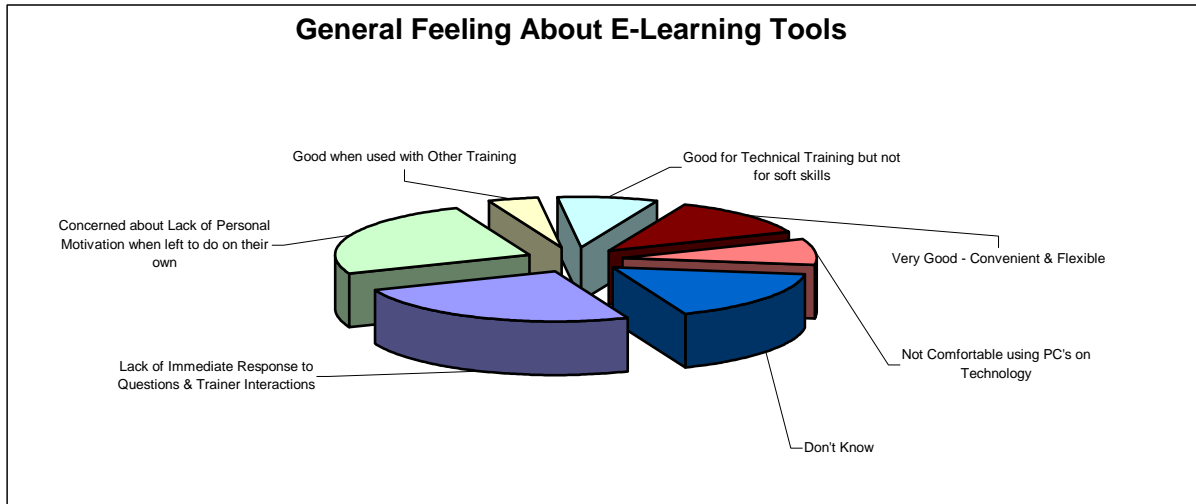 General Feeling About E-Learning Tools
Good when used with Other Training
Good for Technical Training but not
for soft skills
Concerned about Lack of Personal
Motivation when left to do on their
own
Very Good - Convenient & Flexible
Lack of Immediate Response to
Questions & Trainer Interactions
Not Comfortable using PC's on
Technology
Don't Know